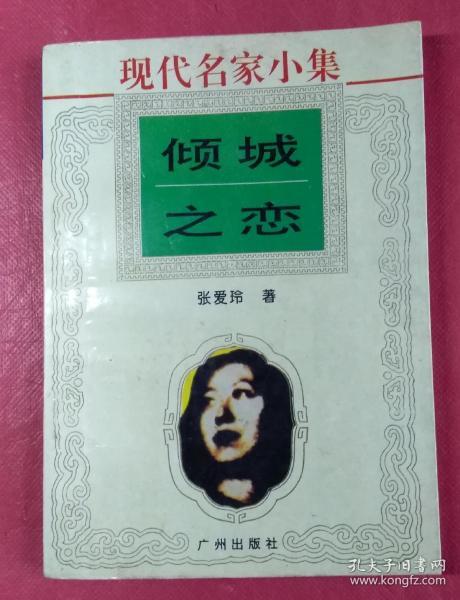 现代名家小集
倾城
之恋
张爱玲 著
广州出版社
孔夫子旧书网
www.kongfz.com